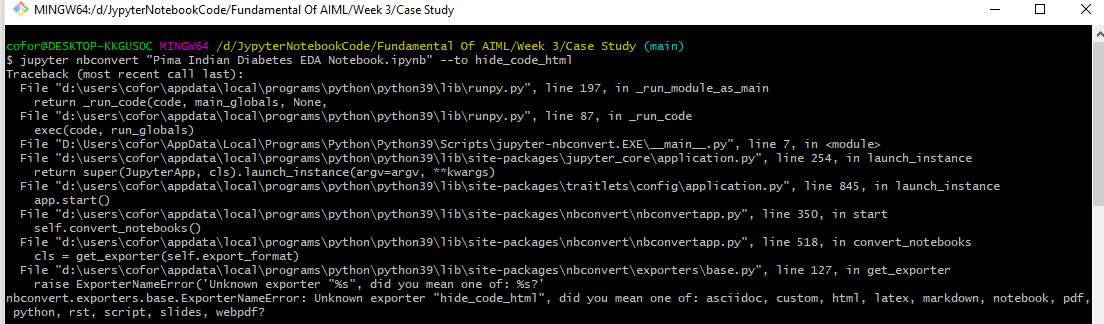 MINGW64:/d/JypyterNotebookCode/Fundamental Of AIML/Week 3/Case Study
cofor@DESKTOP-KKGUSOC MINGW64 /d/JypyterNotebookCode/Fundamental Of AIML/Week 3/Case Study (main)
$ jupyter nbconvert "Pima Indian Diabetes EDA Notebook.ipynb" --to hide_code_html
Traceback (most recent call last):
  File "d:\users\cofor\appdata\local\programs\python\python39\lib\runpy.py", line 197, in _run_module_as_main
    return _run_code(code, main_globals, None,
  File "d:\users\cofor\appdata\local\programs\python\python39\lib\runpy.py", line 87, in _run_code
    exec(code, run_globals)
  File "D:\Users\cofor\AppData\Local\Programs\Python\Python39\Scripts\jupyter-nbconvert.EXE\__main__.py", line 7, in <module>
  File "d:\users\cofor\appdata\local\programs\python\python39\lib\site-packages\jupyter_core\application.py", line 254, in launch_instance
    return super(JupyterApp, cls).launch_instance(argv=argv, **kwargs)
  File "d:\users\cofor\appdata\local\programs\python\python39\lib\site-packages\traitlets\config\application.py", line 845, in launch_instance
    app.start()
  File "d:\users\cofor\appdata\local\programs\python\python39\lib\site-packages\nbconvert\nbconvertapp.py", line 350, in start
    self.convert_notebooks()
  File "d:\users\cofor\appdata\local\programs\python\python39\lib\site-packages\nbconvert\nbconvertapp.py", line 518, in convert_notebooks
    cls = get_exporter(self.export_format)
  File "d:\users\cofor\appdata\local\programs\python\python39\lib\site-packages\nbconvert\exporters\base.py", line 127, in get_exporter
    raise ExporterNameError('Unknown exporter "%s", did you mean one of: %s?'
nbconvert.exporters.base.ExporterNameError: Unknown exporter "hide_code_html", did you mean one of: asciidoc, custom, html, latex, markdown, notebook, pdf,
 python, rst, script, slides, webpdf?